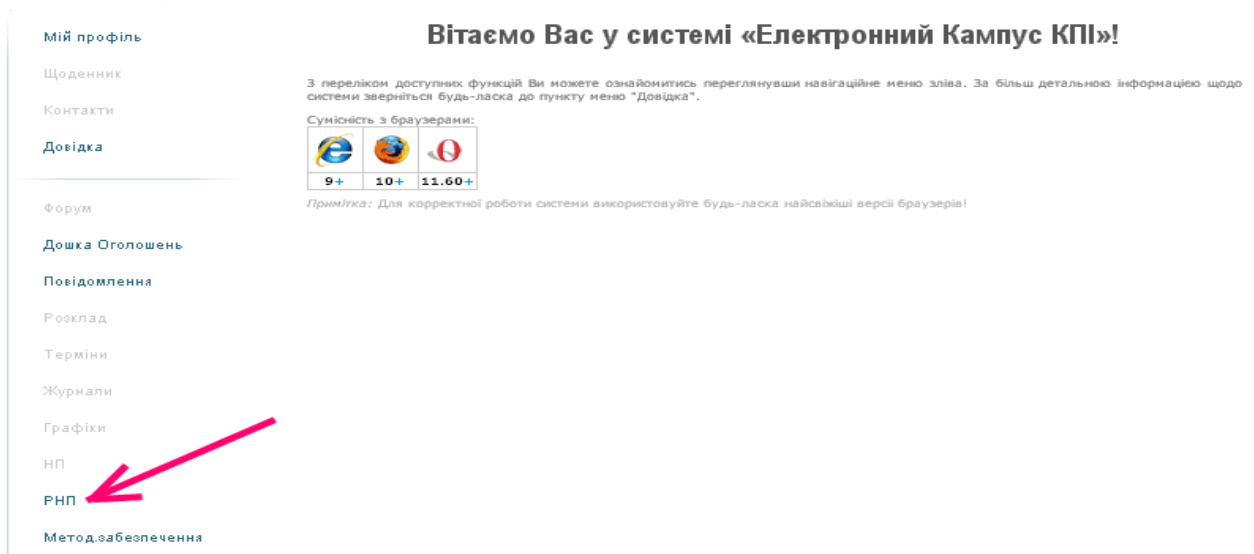 Мій профіль
Щоденник
Контакти
Довідка
Форум
Дошка Оголошень
Повідомлення
Розклад
Терміни
Журнали
Графіки
НП
РНП
Метод.забезпечення
Вітаємо Вас у системі «Електронний Кампус КПІ»!
З переліком доступних функцій Ви можете ознайомитись переглянувши навігаційне меню зліва. За більш детальною інформацією щодо
системи зверніться будь-ласка до пункту меню "Довідка".
Сумісність з браузерами:
9+ 10+ 11.60+
Примітка: Для корректної роботи системи використовуйте будь-ласка найсвіжіші версії браузерів!